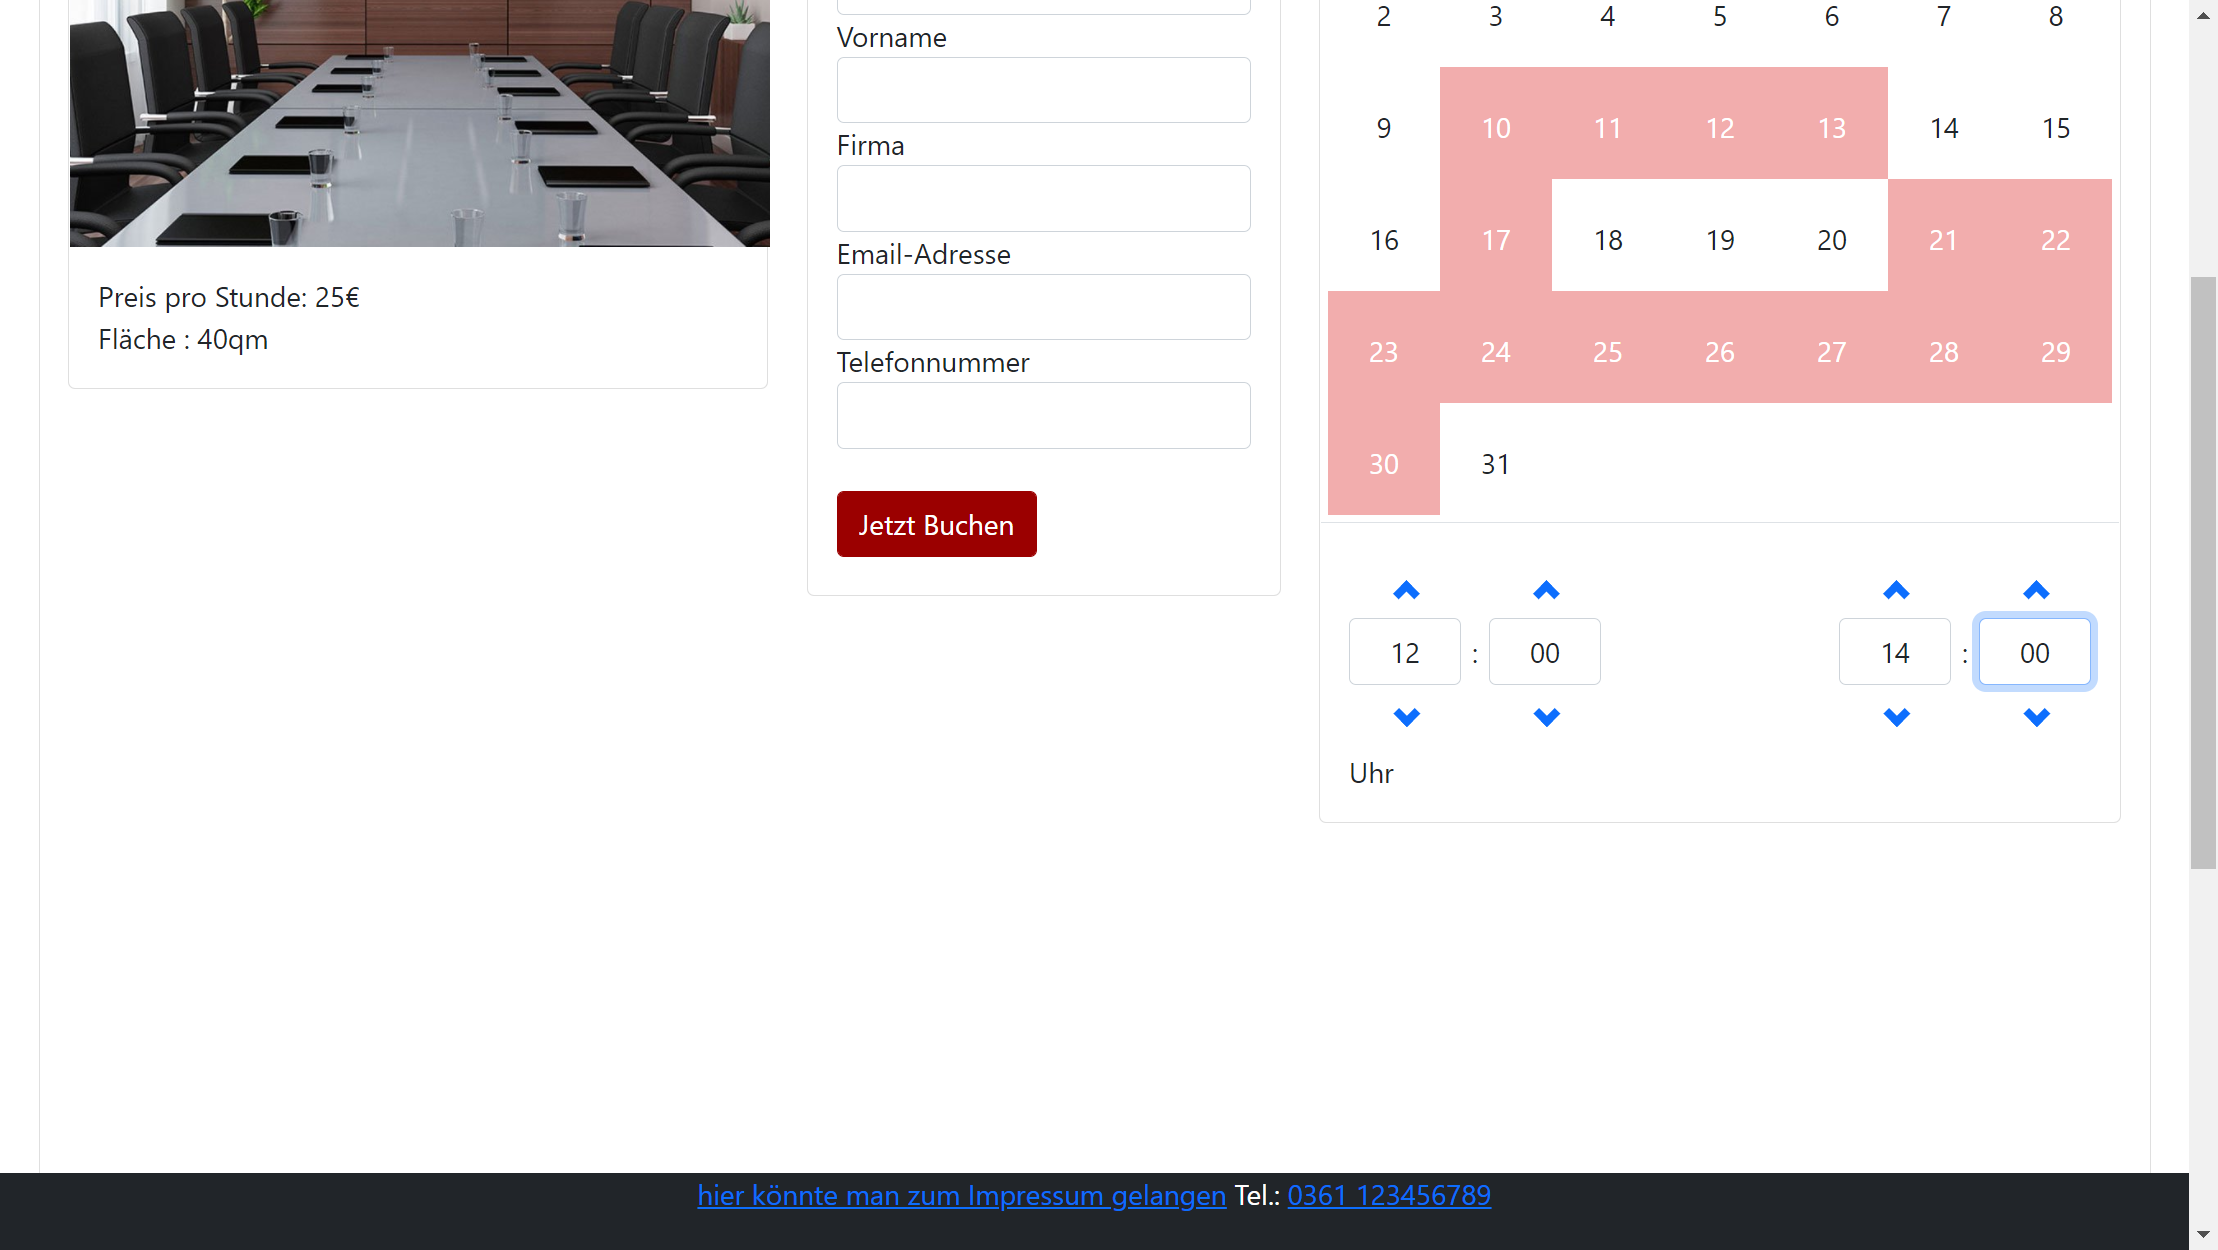 Preis pro Stunde: 25€
Fläche : 40qm
Vorname
Firma
Email-Adresse
Telefonnummer
Jetzt Buchen
2 3 4 5 6 7 8
9 10 11 12 13 14 15
16 17 18 19 20 21 22
23 24 25 26 27 28 29
30 31
12 : 00 14 : 00
Uhr
hier könnte man zum Impressum gelangen Tel.: 0361 123456789